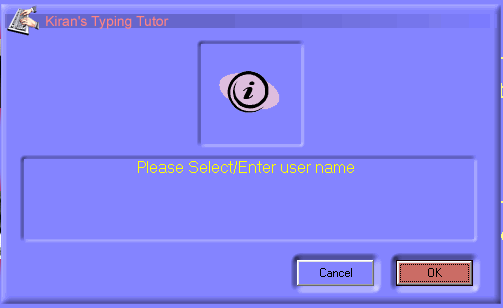 Kiran's Typing Tutor
i
Please Select/Enter user name
Cancel
OK